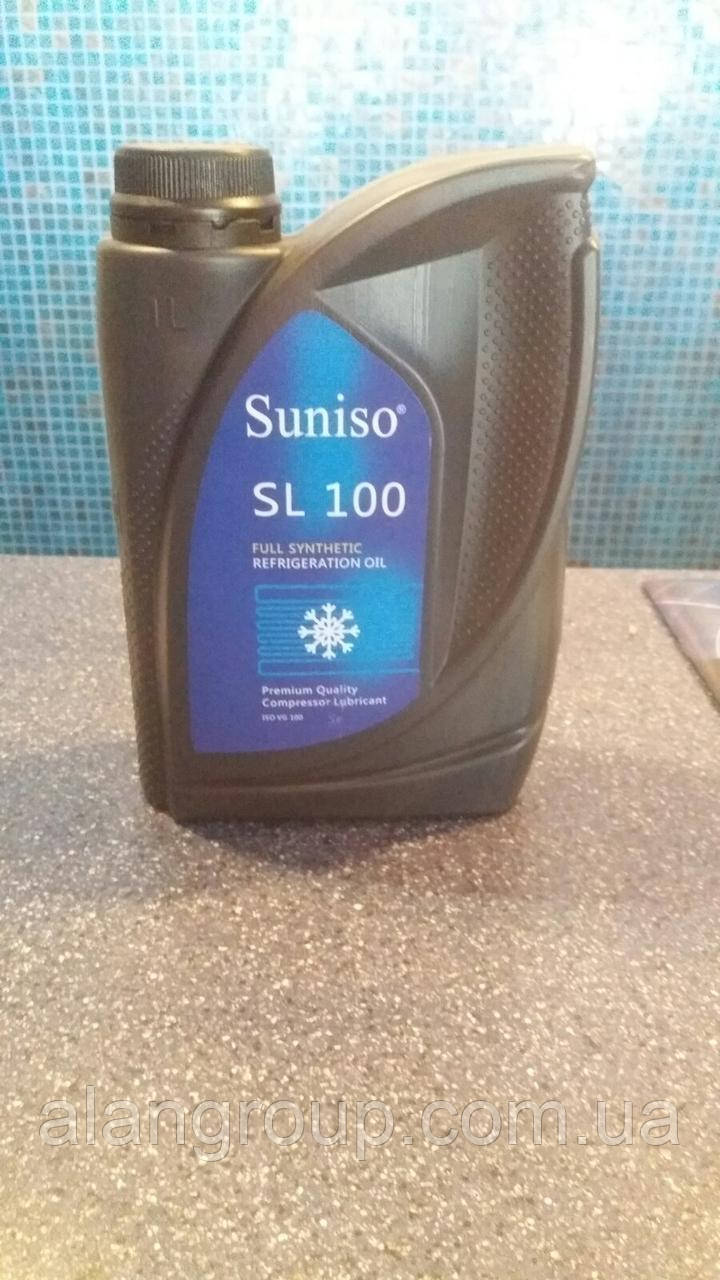 1L
Suniso®
SL 100
FULL SYNTHETIC
REFRIGERATION OIL
Premium Quality
Compressor Lubricant
ISO VG 100
alangroup.com.ua